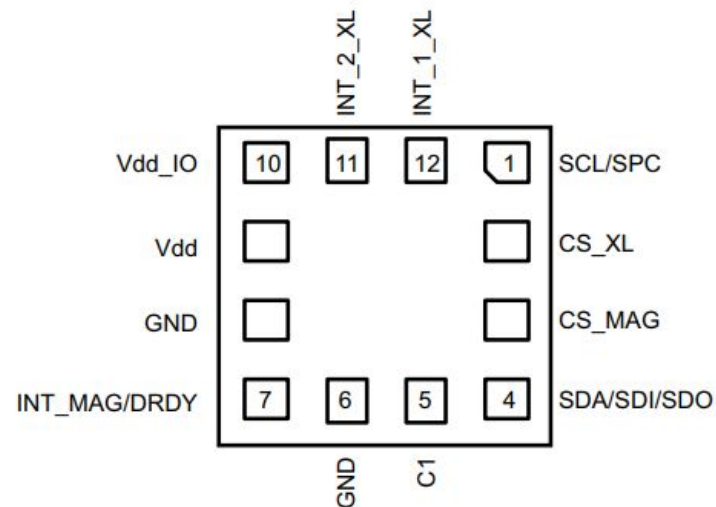 INT_2_XL
INT_1_XL
Vdd_IO 10 11 12 1 SCL/SPC
Vdd CS_XL
GND CS_MAG
INT_MAG/DRDY 7 6 5 4 SDA/SDI/SDO
GND
C1